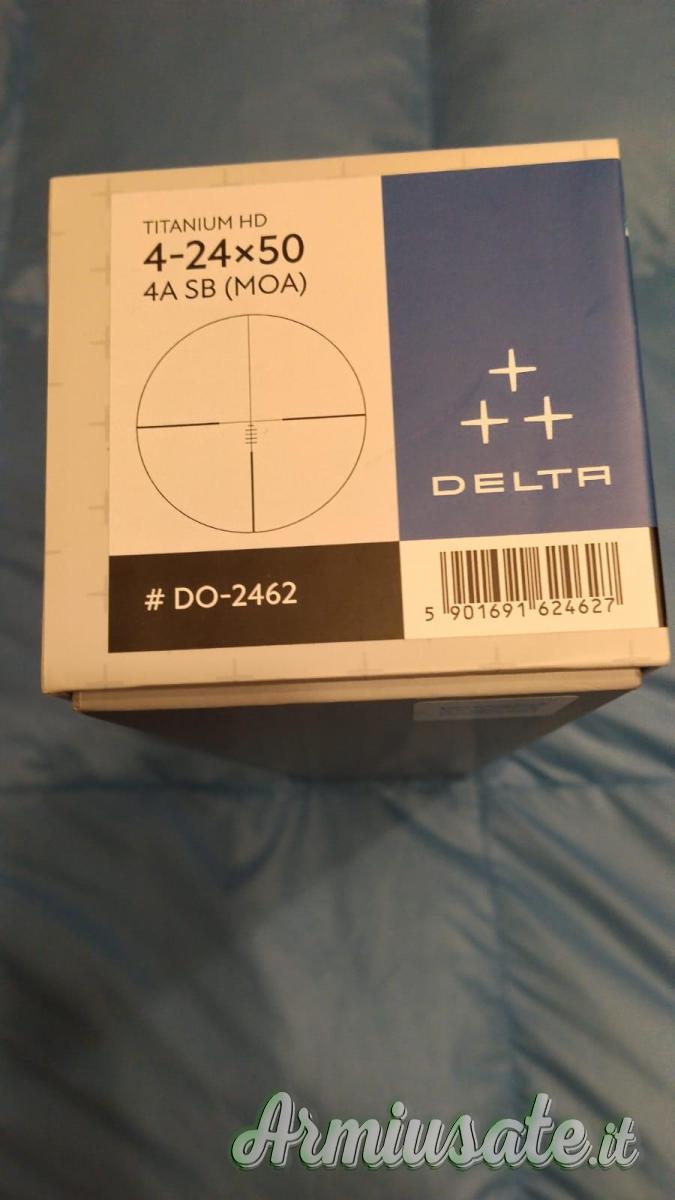 TITANIUM HD
4-24×50
4A SB (MOA)
DELTA
# DO-2462
5 901691 624627
Armiusate.it